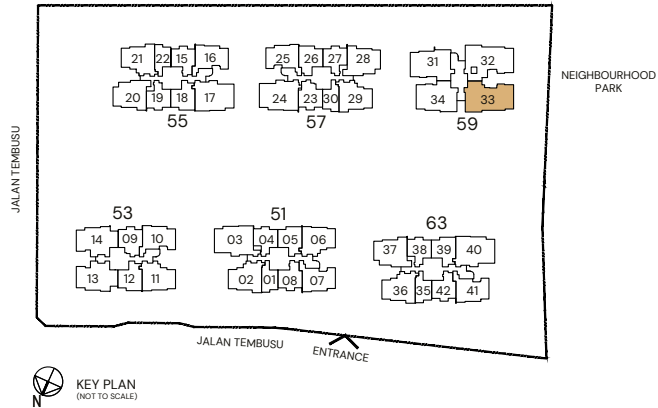 21 22 15 16
20 19 18 17
55
25 26 27 28
24 23 30 29
57
31 32
34 33
59
NEIGHBOURHOOD
PARK
JALAN TEMBUSU
53
14 09 10
13 12 11
51
03 04 05 06
02 01 08 07
63
37 38 39 40
36 35 42 41
JALAN TEMBUSU
ENTRANCE
N
KEY PLAN
(NOT TO SCALE)